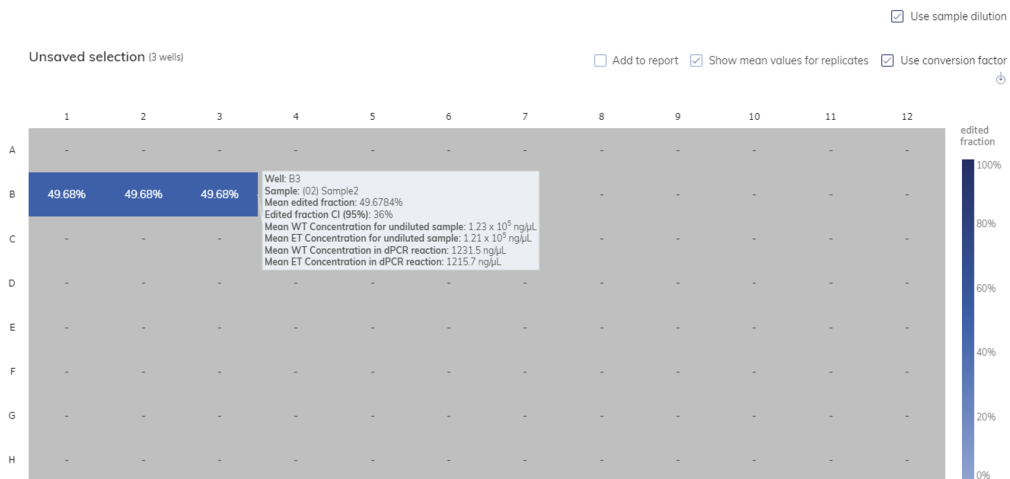 Use sample dilution
Unsaved selection (3 wells)
Add to report Show mean values for replicates Use conversion factor
1 2 3 4 5 6 7 8 9 10 11 12
edited
fraction
A - - - - - - - - - - - -
100%
B 49.68% 49.68% 49.68% - - - - -
Well: B3
Sample: (02) Sample2
Mean edited fraction: 49.6784%
Edited fraction CI (95%): 36%
Mean WT Concentration for undiluted sample: 1.23 x 10⁵ ng/µL
Mean ET Concentration for undiluted sample: 1.21 x 10⁵ ng/µL
Mean WT Concentration in dPCR reaction: 1231.5 ng/µL
Mean ET Concentration in dPCR reaction: 1215.7 ng/µL
80%
C - - - - - - - -
D - - - - - - - - - - - -
60%
E - - - - - - - - - - - -
40%
F - - - - - - - - - - - -
G - - - - - - - - - - - -
20%
H - - - - - - - - - - - -
0%